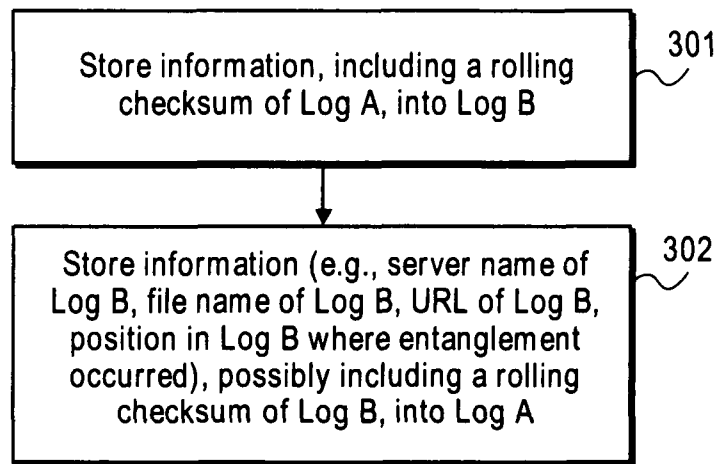 Store information, including a rolling
checksum of Log A, into Log B
301
Store information (e.g., server name of
Log B, file name of Log B, URL of Log B,
position in Log B where entanglement
occurred), possibly including a rolling
checksum of Log B, into Log A
302